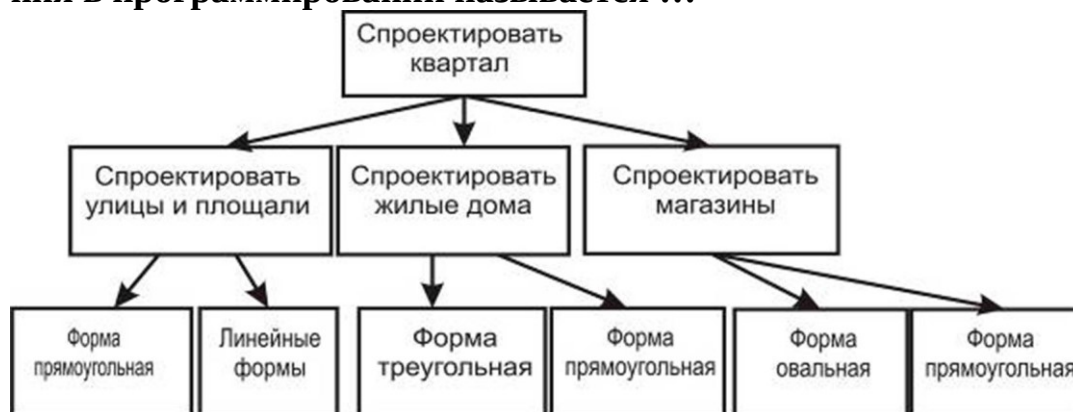 ния в программировании называется …
Спроектировать
квартал
Спроектировать
улицы и площали
Спроектировать
жилые дома
Спроектировать
магазины
Форма
прямоугольная
Линейные
формы
Форма
треугольная
Форма
прямоугольная
Форма
овальная
Форма
прямоугольная